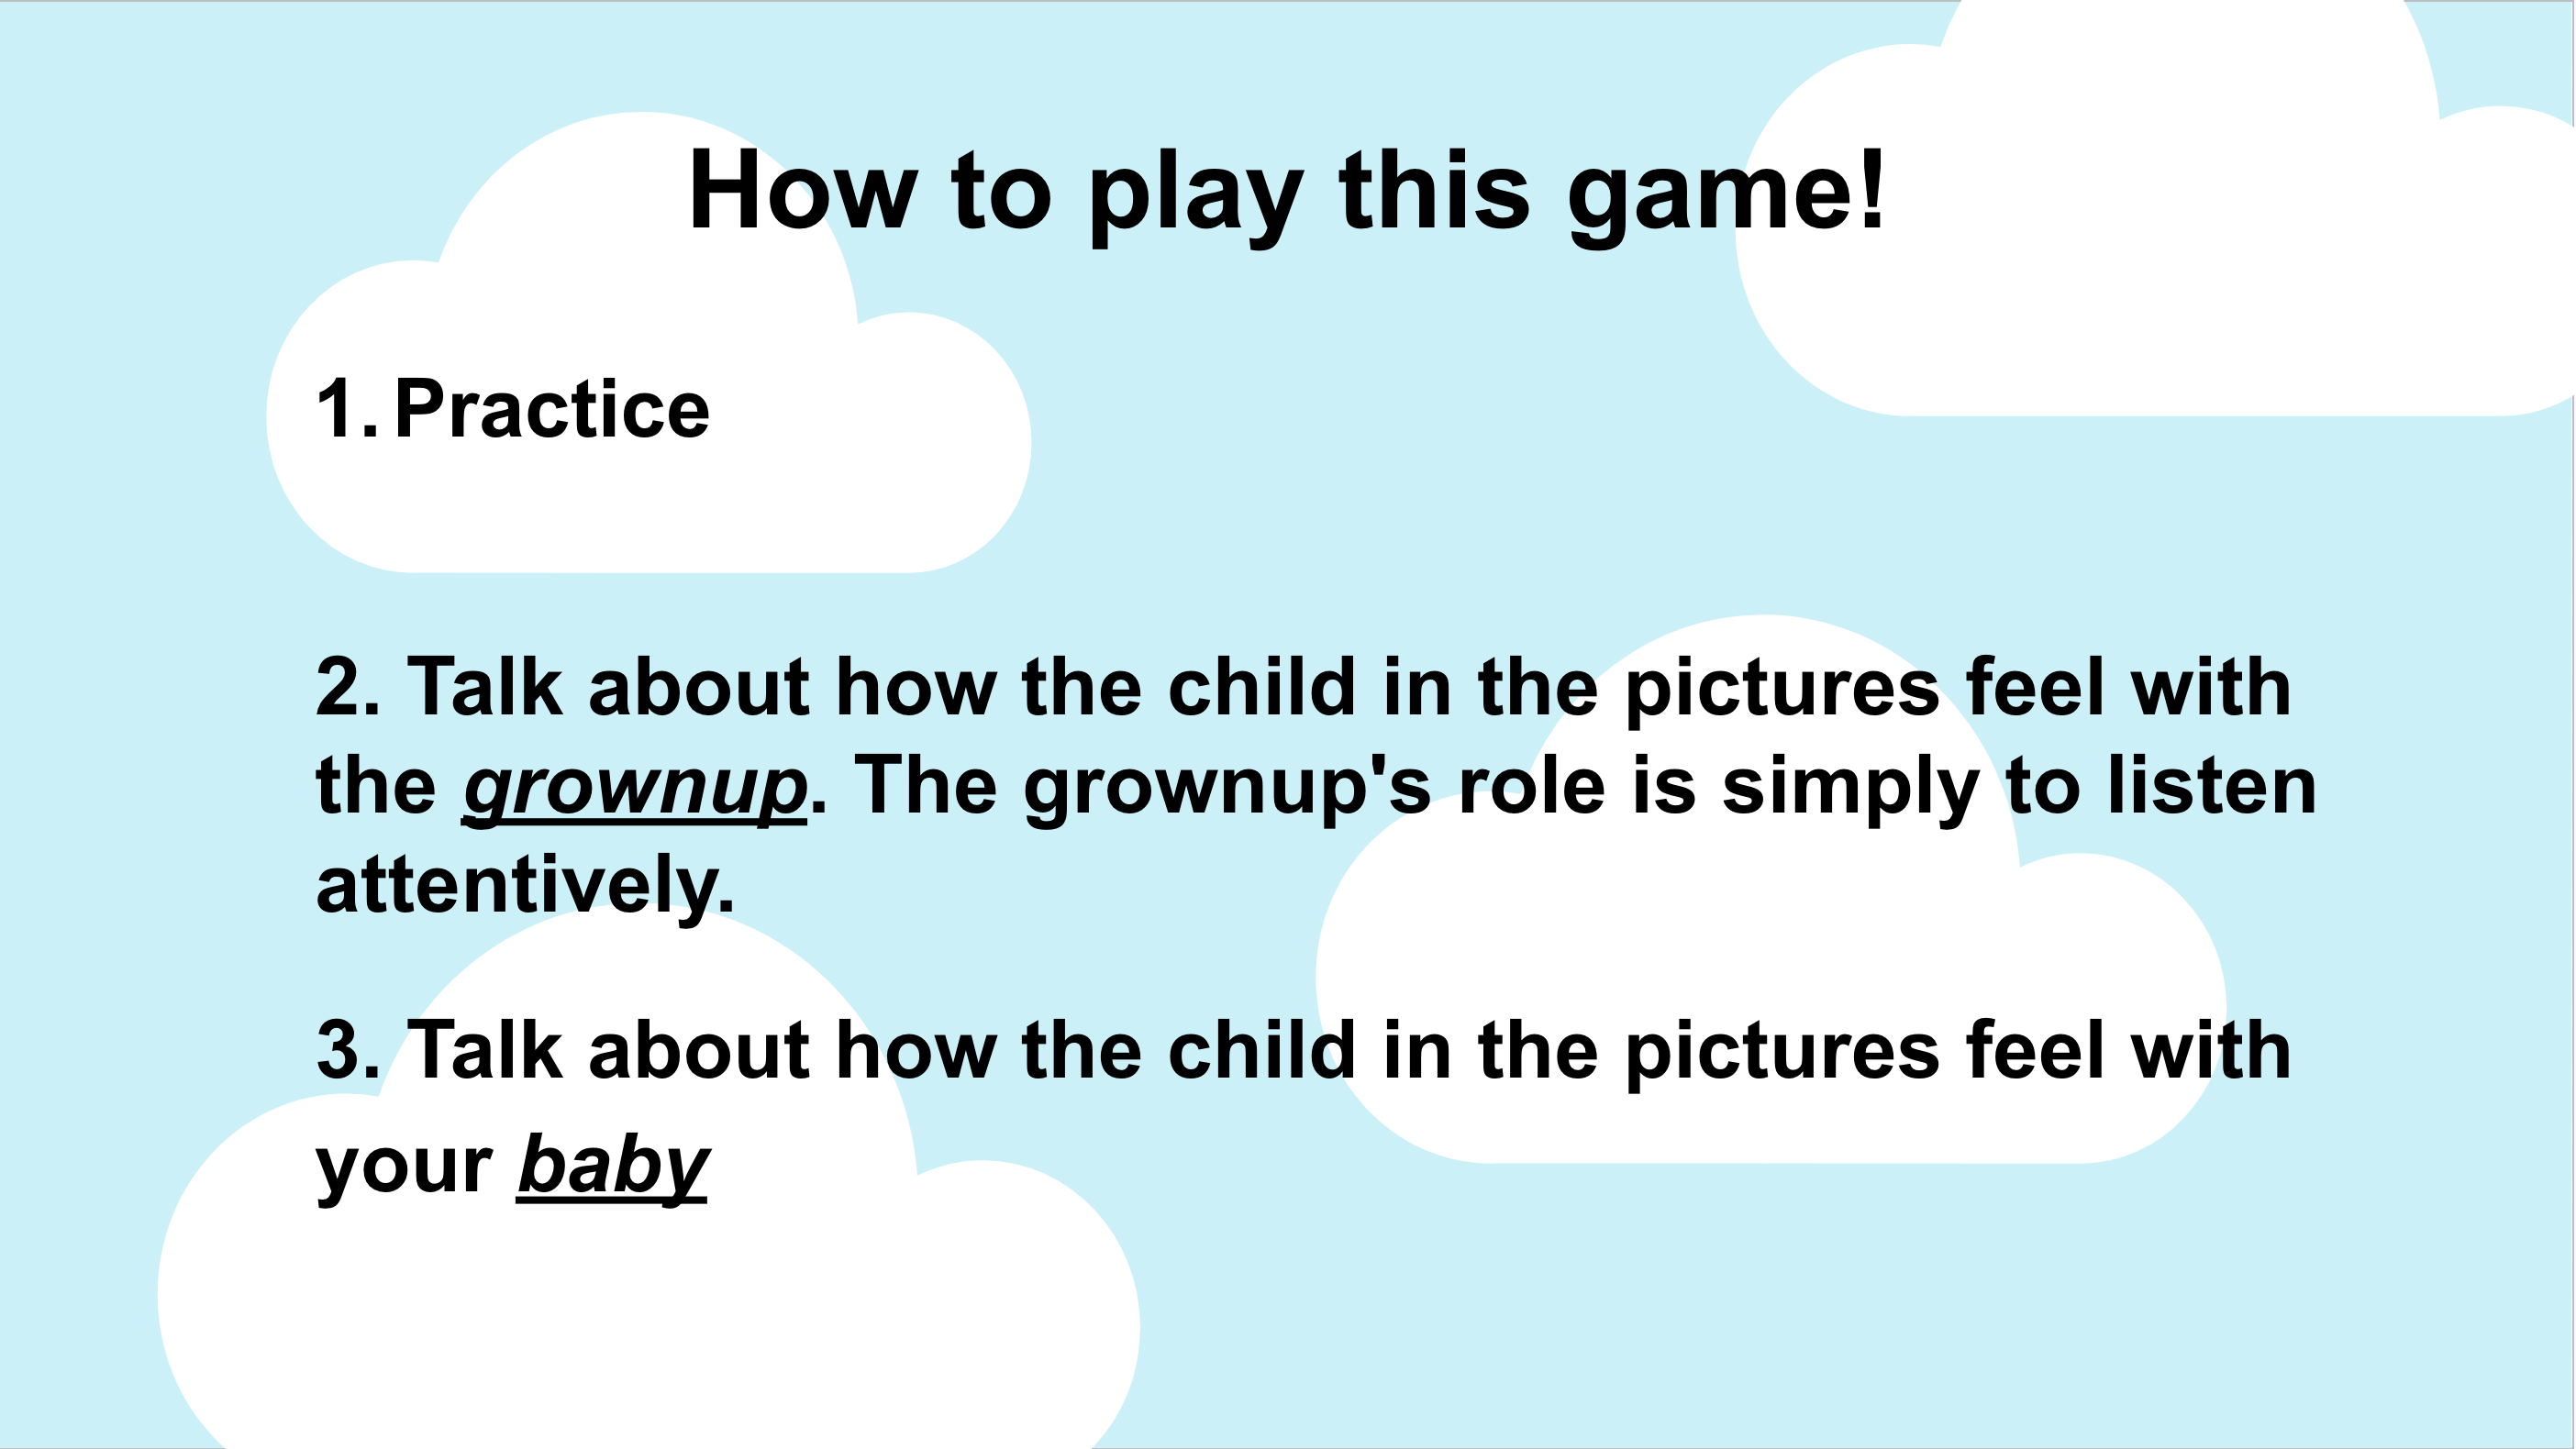 How to play this game!
1. Practice
2. Talk about how the child in the pictures feel with
the grownup. The grownup's role is simply to listen
attentively.
3. Talk about how the child in the pictures feel with
your baby